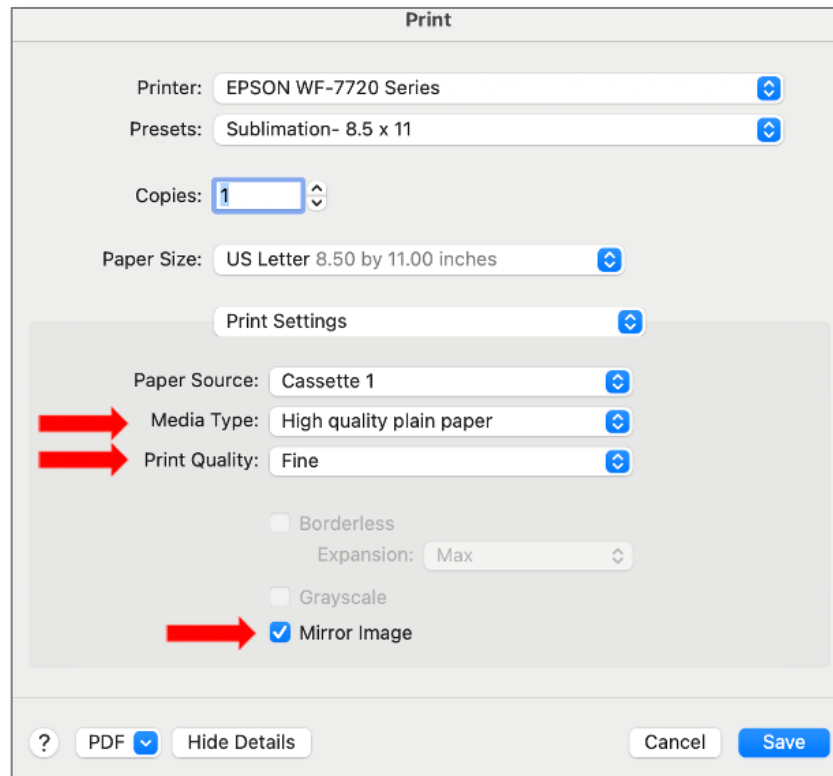 Print
Printer: EPSON WF-7720 Series
Presets: Sublimation- 8.5 x 11
Copies: 1
Paper Size: US Letter 8.50 by 11.00 inches
Print Settings
Paper Source: Cassette 1
Media Type: High quality plain paper
Print Quality: Fine
Borderless
Expansion: Max
Grayscale
Mirror Image
? PDF Hide Details Cancel Save